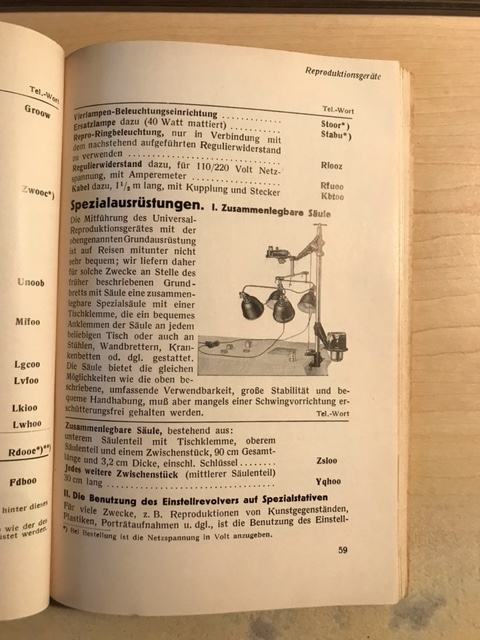 Tel.-Wort
Groow
Zwooe*)
Unoob
Mifoo
Lgcoo
Lvfoo
Lkioo
Lwhoo
Rdooe*)**)
Fdboo
hinter dieses
wie der des
werden.
Reproduktionsgeräte
Tel.-Wort
Vierlampen-Beleuchtungseinrichtung . . . . . . . . . . . . Stoor*)
Ersatzlampe dazu (40 Watt mattiert) . . . . . . . . . . . Stabu*)
Repro-Ringbeleuchtung, nur in Verbindung mit
dem nachstehend aufgeführten Regulierwiderstand
zu verwenden . . . . . . . . . . . . . . . . . . . . . Rlooz
Regulierwiderstand dazu, für 110/220 Volt Netz-
spannung, mit Amperemeter . . . . . . . . . . . . . . . Rfuoo
Kabel dazu, 1½ m lang, mit Kupplung und Stecker Kbtoo
Spezialausrüstungen. I. Zusammenlegbare Säule
Die Mitführung des Universal-
Reproduktionsgerätes mit der
obengenannten Grundausrüstung
ist auf Reisen mitunter nicht
sehr bequem; wir liefern daher
für solche Zwecke an Stelle des
früher beschriebenen Grund-
bretts mit Säule eine zusammen-
legbare Spezialsäule mit einer
Tischklemme, die ein bequemes
Anklemmen der Säule an jedem
beliebigen Tisch oder auch an
Stühlen, Wandbrettern, Kran-
kenbetten od. dgl. gestattet.
Die Säule bietet die gleichen
Möglichkeiten wie die oben be-
schriebene, umfassende Verwendbarkeit, große Stabilität und be-
queme Handhabung, muß aber mangels einer Schwingvorrichtung er-
schütterungsfrei gehalten werden.
Tel.-Wort
Zusammenlegbare Säule, bestehend aus:
unterem Säulenteil mit Tischklemme, oberem
Säulenteil und einem Zwischenstück, 90 cm Gesamt-
länge und 3,2 cm Dicke, einschl. Schlüssel . . . . . . . Zsloo
Jedes weitere Zwischenstück (mittlerer Säulenteil)
30 cm lang . . . . . . . . . . . . . . . . . . . . . . Yqhoo
II. Die Benutzung des Einstellrevolvers auf Spezialstativen
Für viele Zwecke, z. B. Reproduktionen von Kunstgegenständen,
Plastiken, Porträtaufnahmen u. dgl., ist die Benutzung des Einstell-
*) Bei Bestellung ist die Netzspannung in Volt anzugeben.
59